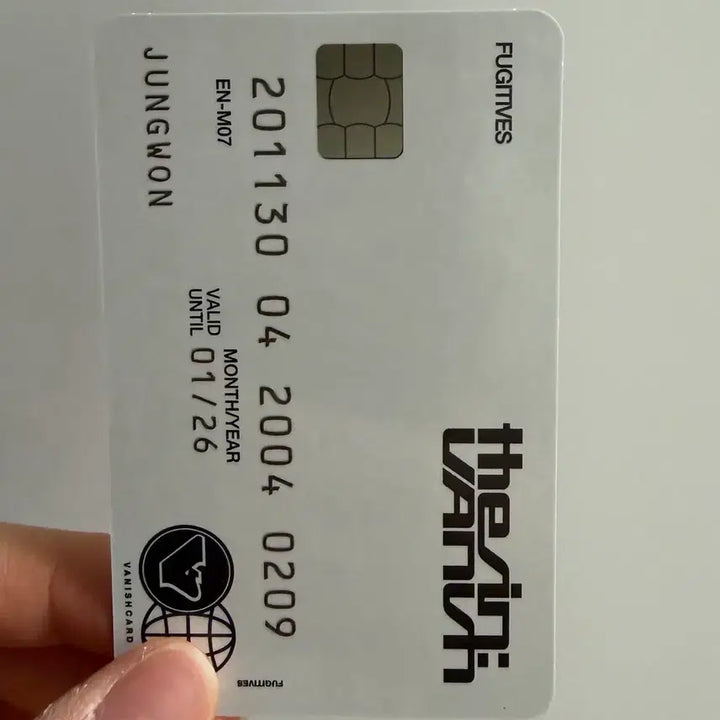 FUGITIVES
the sin:
VANISH
201130 04 2004 0209
EN-M07
MONTH/YEAR
VALID
UNTIL 01/26
JUNGWON
FUGITIVES
VANISHCARD